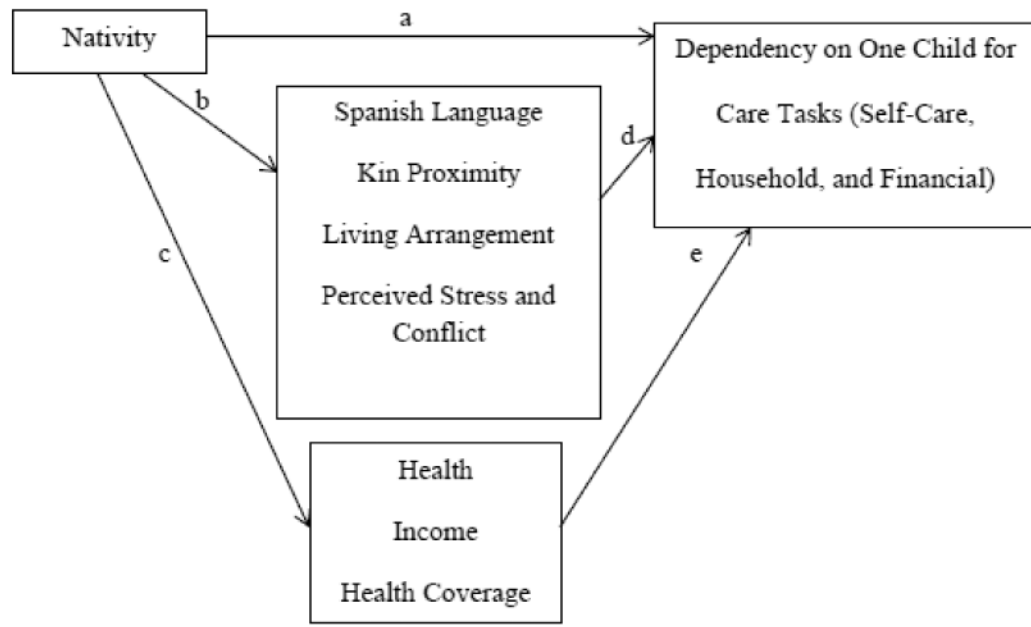 Nativity
a
Dependency on One Child for
Care Tasks (Self-Care,
Household, and Financial)
b
Spanish Language
Kin Proximity
Living Arrangement
Perceived Stress and
Conflict
d
c
e
Health
Income
Health Coverage